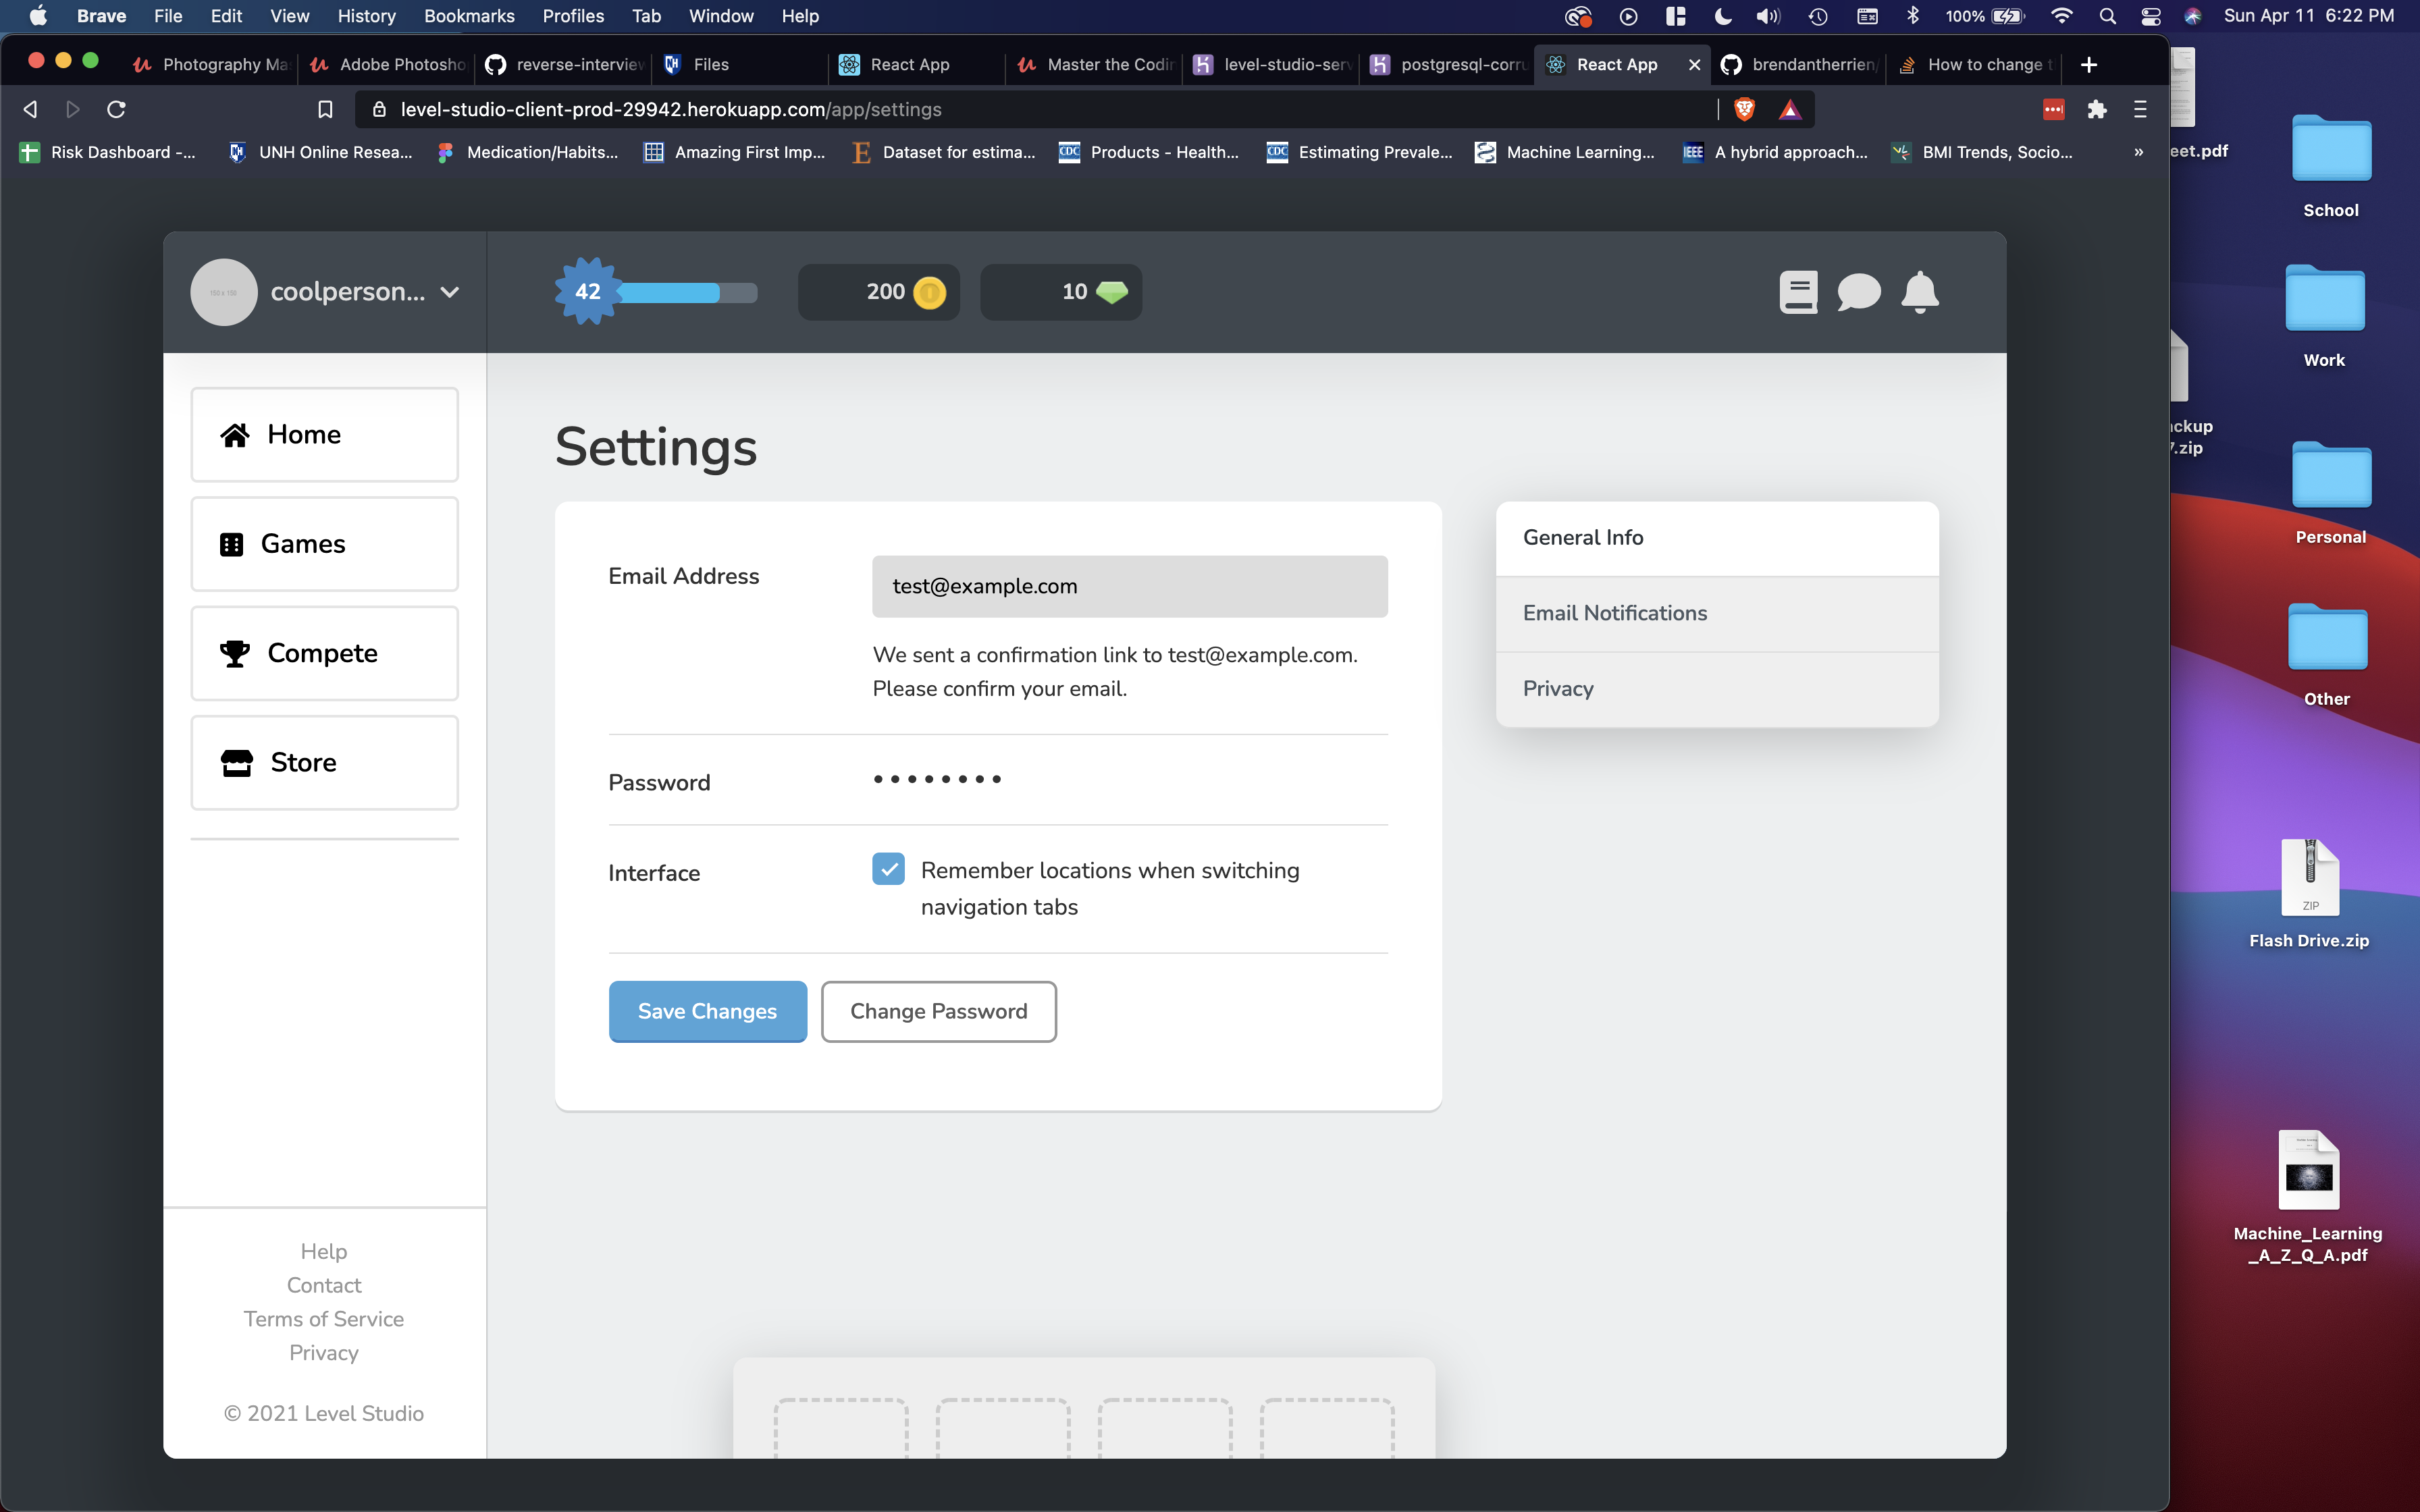 Brave File Edit View History Bookmarks Profiles Tab Window Help 100% Sun Apr 11 6:22 PM
Photography Ma Adobe Photosho reverse-interview Files React App Master the Codin level-studio-serv postgresql-corru React App brendantherrien/ How to change t
level-studio-client-prod-29942.herokuapp.com/app/settings
Risk Dashboard -... UNH Online Resea... Medication/Habits... Amazing First Imp... Dataset for estima... Products - Health... Estimating Prevale... Machine Learning... A hybrid approach... BMI Trends, Socio... »
coolperson...
42
200
10
Home
Games
Compete
Store
Help
Contact
Terms of Service
Privacy
© 2021 Level Studio
Settings
Email Address
test@example.com
We sent a confirmation link to test@example.com.
Please confirm your email.
Password
Interface
Remember locations when switching
navigation tabs
Save Changes
Change Password
General Info
Email Notifications
Privacy
eet.pdf
School
Work
ackup
7.zip
Personal
Other
ZIP
Flash Drive.zip
Machine_Learning
_A_Z_Q_A.pdf